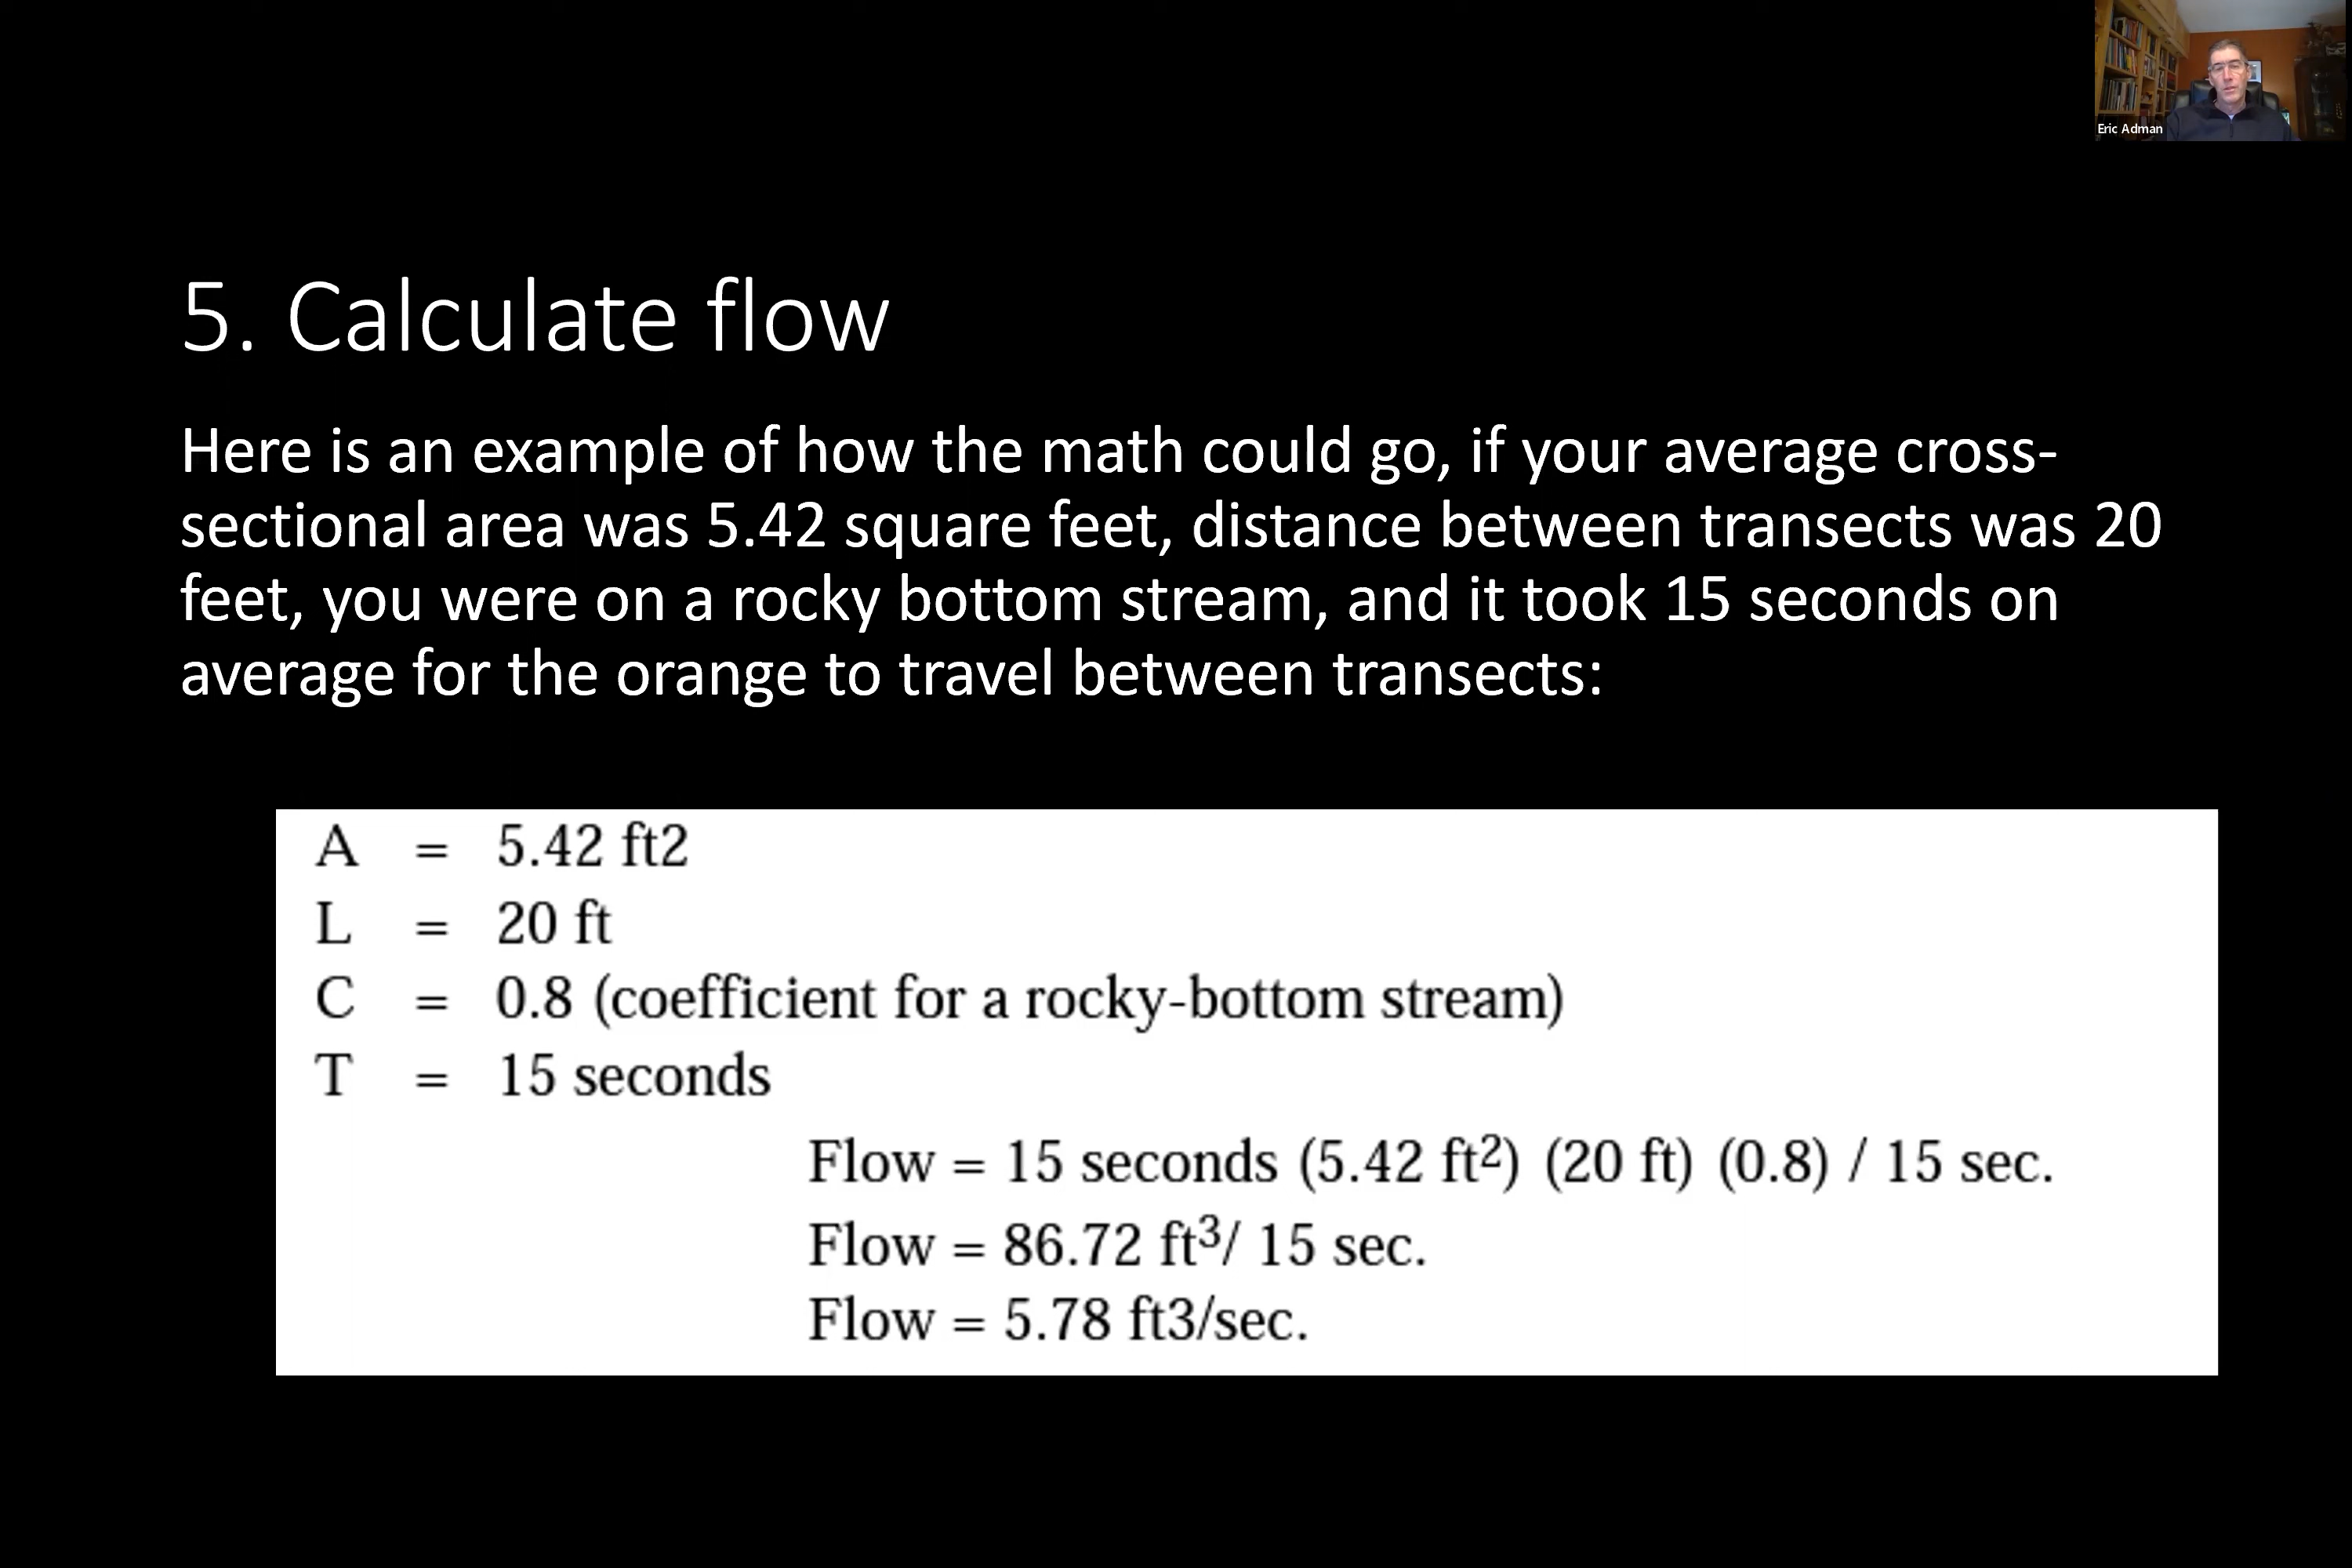 Eric Adman
5. Calculate flow
Here is an example of how the math could go, if your average cross-
sectional area was 5.42 square feet, distance between transects was 20
feet, you were on a rocky bottom stream, and it took 15 seconds on
average for the orange to travel between transects:
A = 5.42 ft2
L = 20 ft
C = 0.8 (coefficient for a rocky-bottom stream)
T = 15 seconds
Flow = 15 seconds (5.42 ft²) (20 ft) (0.8) / 15 sec.
Flow = 86.72 ft³/ 15 sec.
Flow = 5.78 ft3/sec.